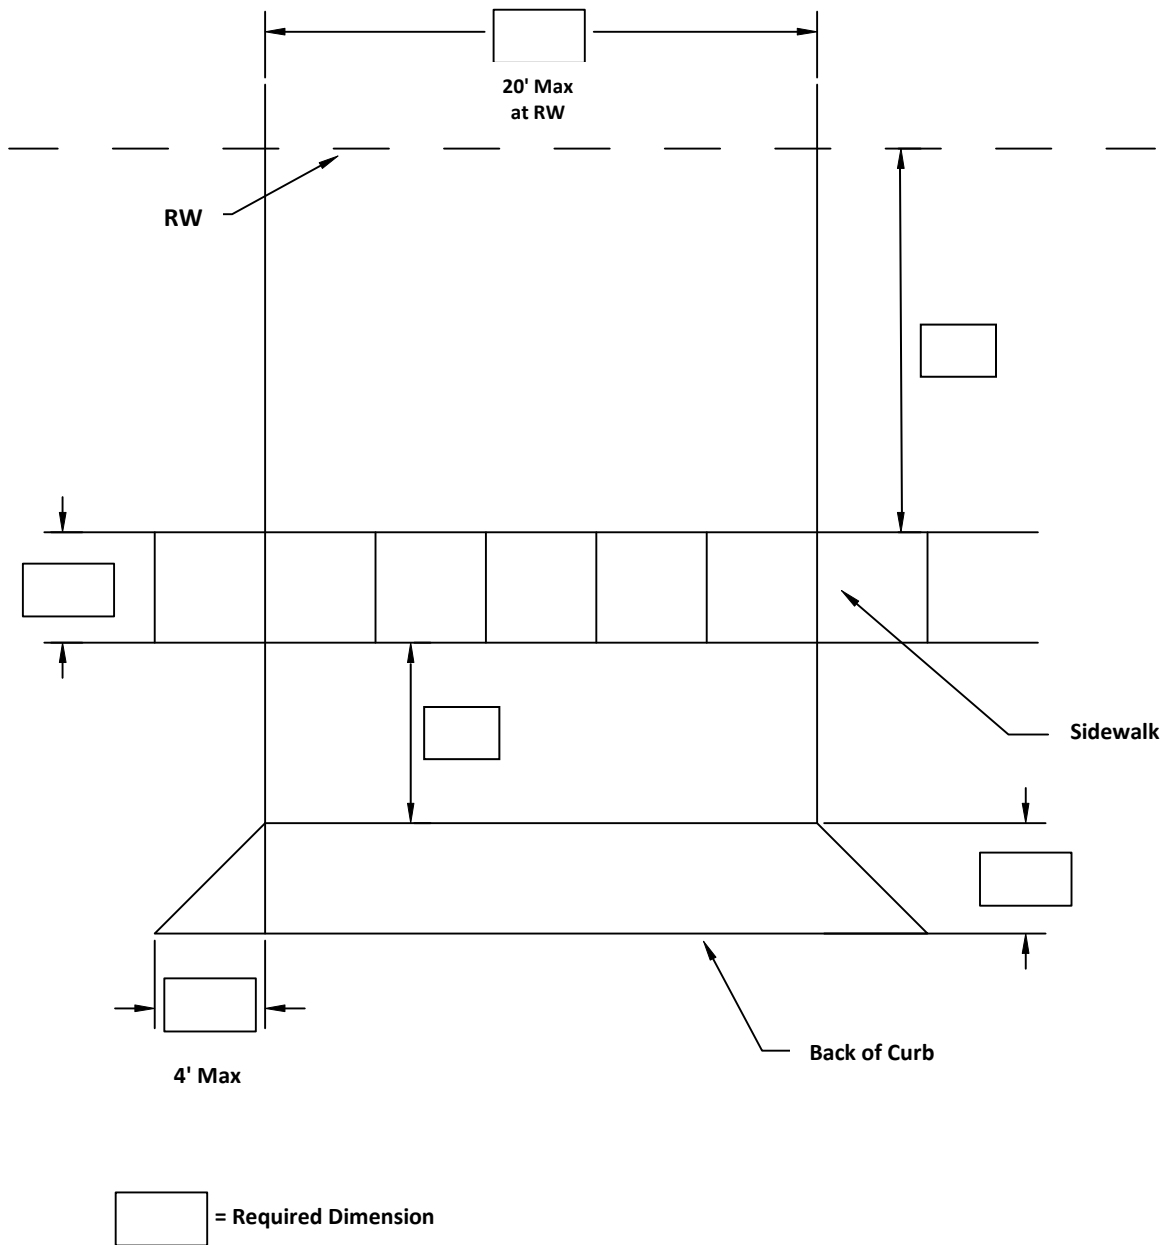 20' Max
at RW
RW
Sidewalk
Back of Curb
4' Max
= Required Dimension